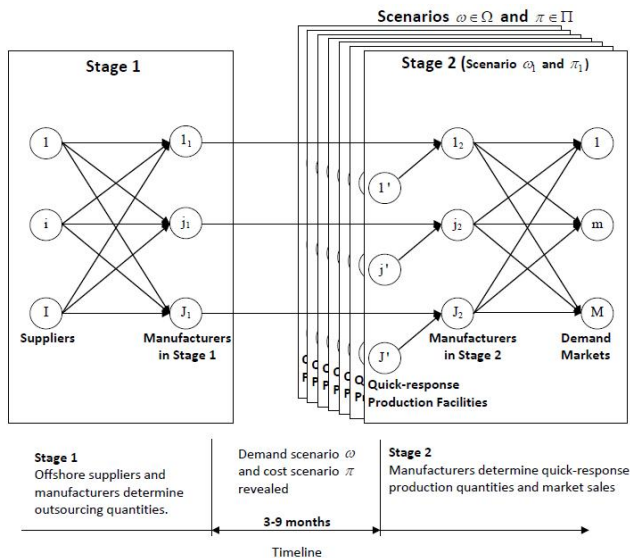 Scenarios ω∈Ω and π∈Π
Stage 1
Stage 2 (Scenario ω₁ and π₁)
1
1₁
1₂
1
1'
i
j₁
j₂
m
j'
I
J₁
J₂
M
J'
Suppliers
Manufacturers
in Stage 1
Manufacturers
in Stage 2
Demand
Markets
Quick-response
Production Facilities
Stage 1
Offshore suppliers and
manufacturers determine
outsourcing quantities.
Demand scenario ω
and cost scenario π
revealed
Stage 2
Manufacturers determine quick-response
production quantities and market sales
3-9 months
Timeline